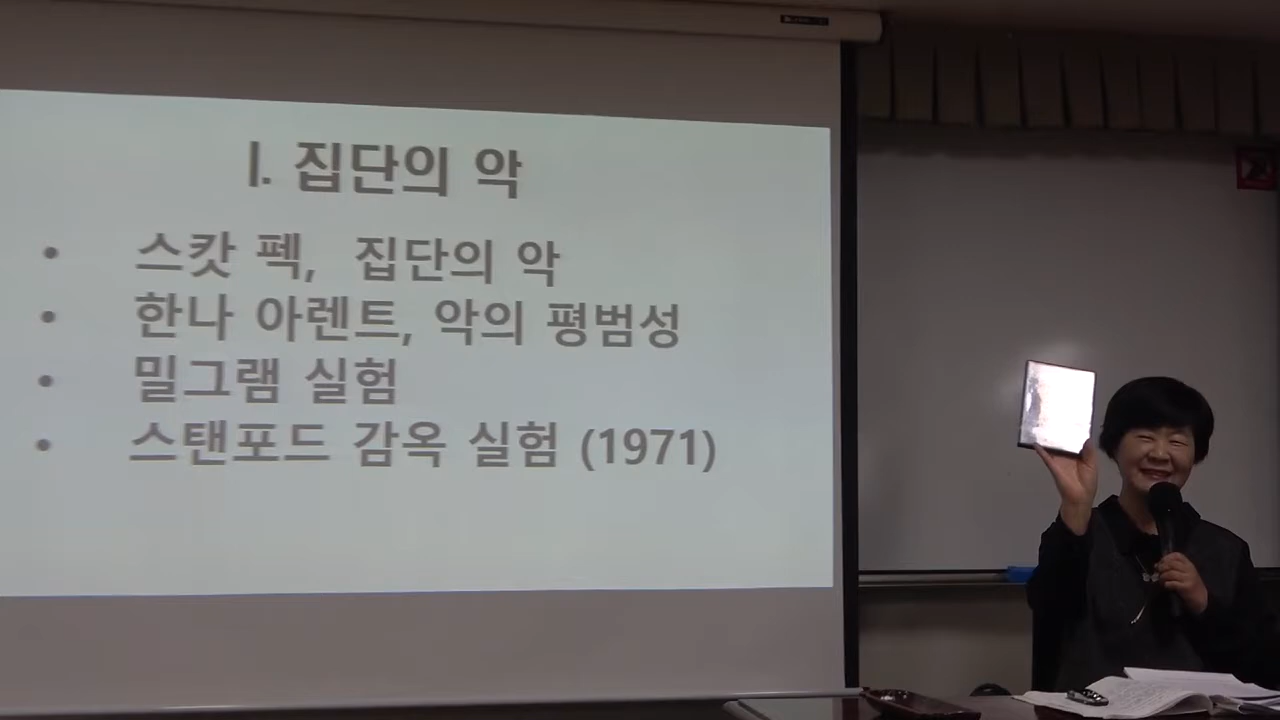 I. 집단의 악
• 스캇 펙, 집단의 악
• 한나 아렌트, 악의 평범성
• 밀그램 실험
• 스탠포드 감옥 실험 (1971)